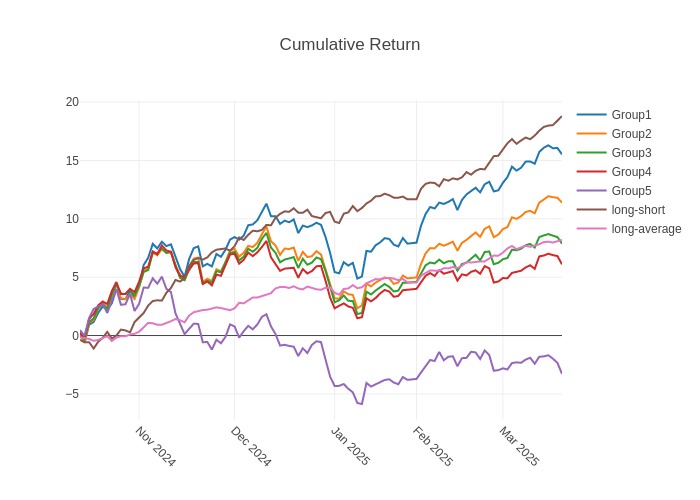 Cumulative Return
20
15
10
5
0
−5
Nov 2024
Dec 2024
Jan 2025
Feb 2025
Mar 2025
Group1
Group2
Group3
Group4
Group5
long-short
long-average